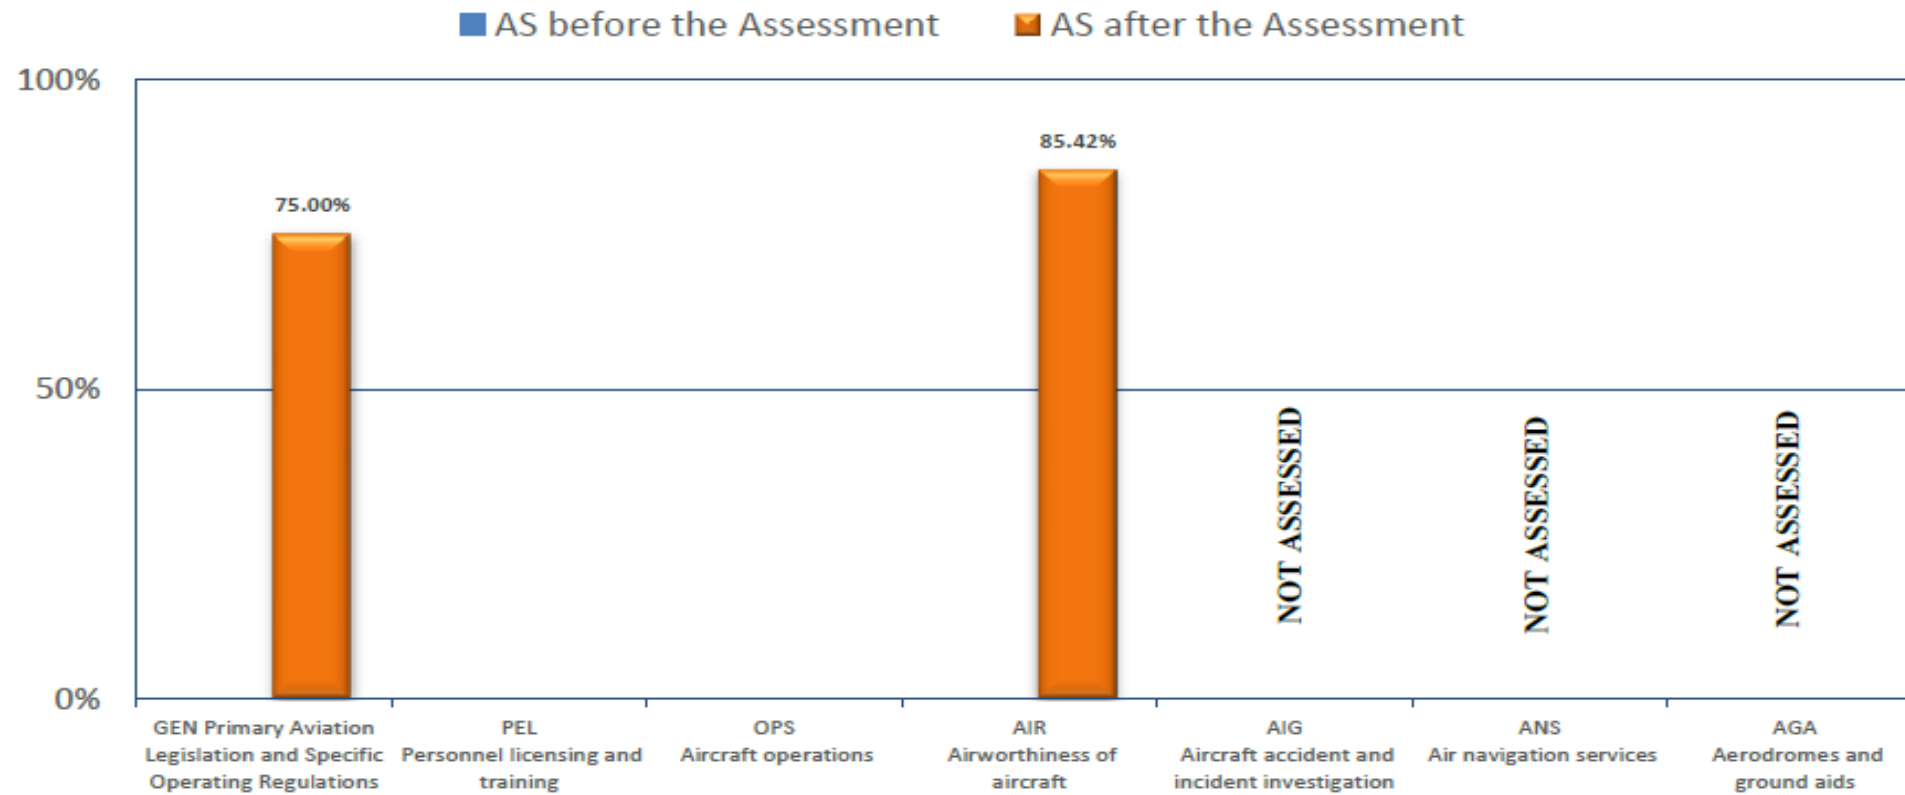 AS before the Assessment
AS after the Assessment
100%
85.42%
75.00%
50%
NOT ASSESSED
NOT ASSESSED
NOT ASSESSED
0%
GEN Primary Aviation
Legislation and Specific
Operating Regulations
PEL
Personnel licensing and
training
OPS
Aircraft operations
AIR
Airworthiness of
aircraft
AIG
Aircraft accident and
incident investigation
ANS
Air navigation services
AGA
Aerodromes and
ground aids